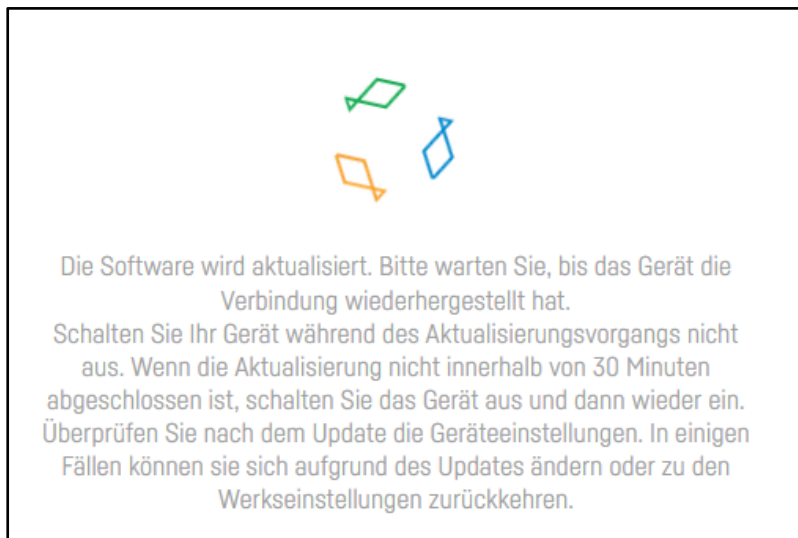 Die Software wird aktualisiert. Bitte warten Sie, bis das Gerät die
Verbindung wiederhergestellt hat.
Schalten Sie Ihr Gerät während des Aktualisierungsvorgangs nicht
aus. Wenn die Aktualisierung nicht innerhalb von 30 Minuten
abgeschlossen ist, schalten Sie das Gerät aus und dann wieder ein.
Überprüfen Sie nach dem Update die Geräteeinstellungen. In einigen
Fällen können sie sich aufgrund des Updates ändern oder zu den
Werkseinstellungen zurückkehren.